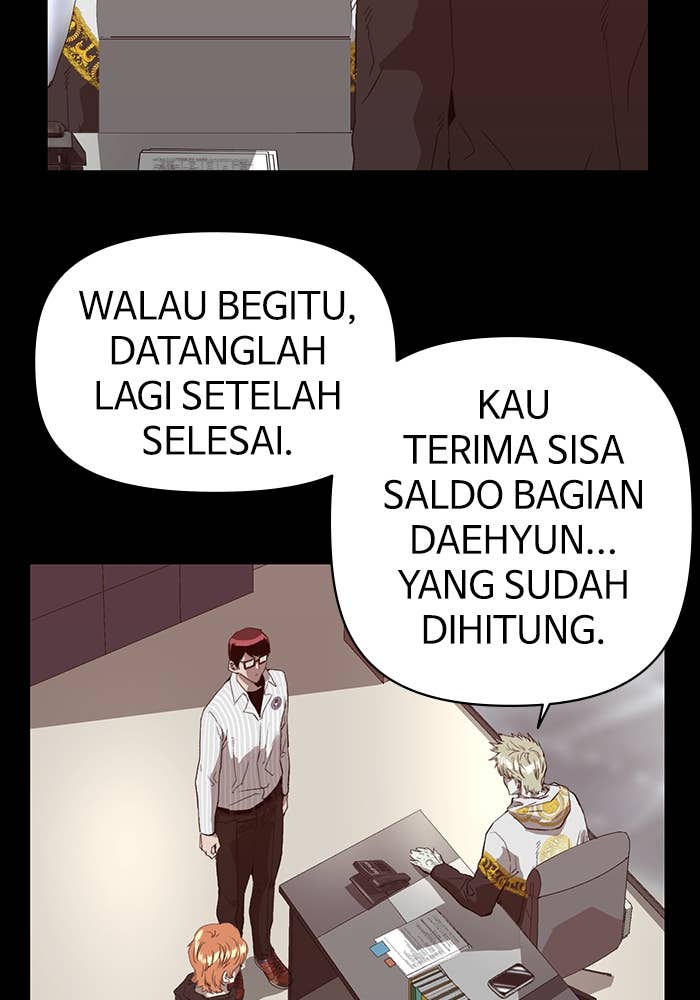 WALAU BEGITU,
DATANGLAH
LAGI SETELAH
SELESAI.
KAU
TERIMA SISA
SALDO BAGIAN
DAEHYUN...
YANG SUDAH
DIHITUNG.